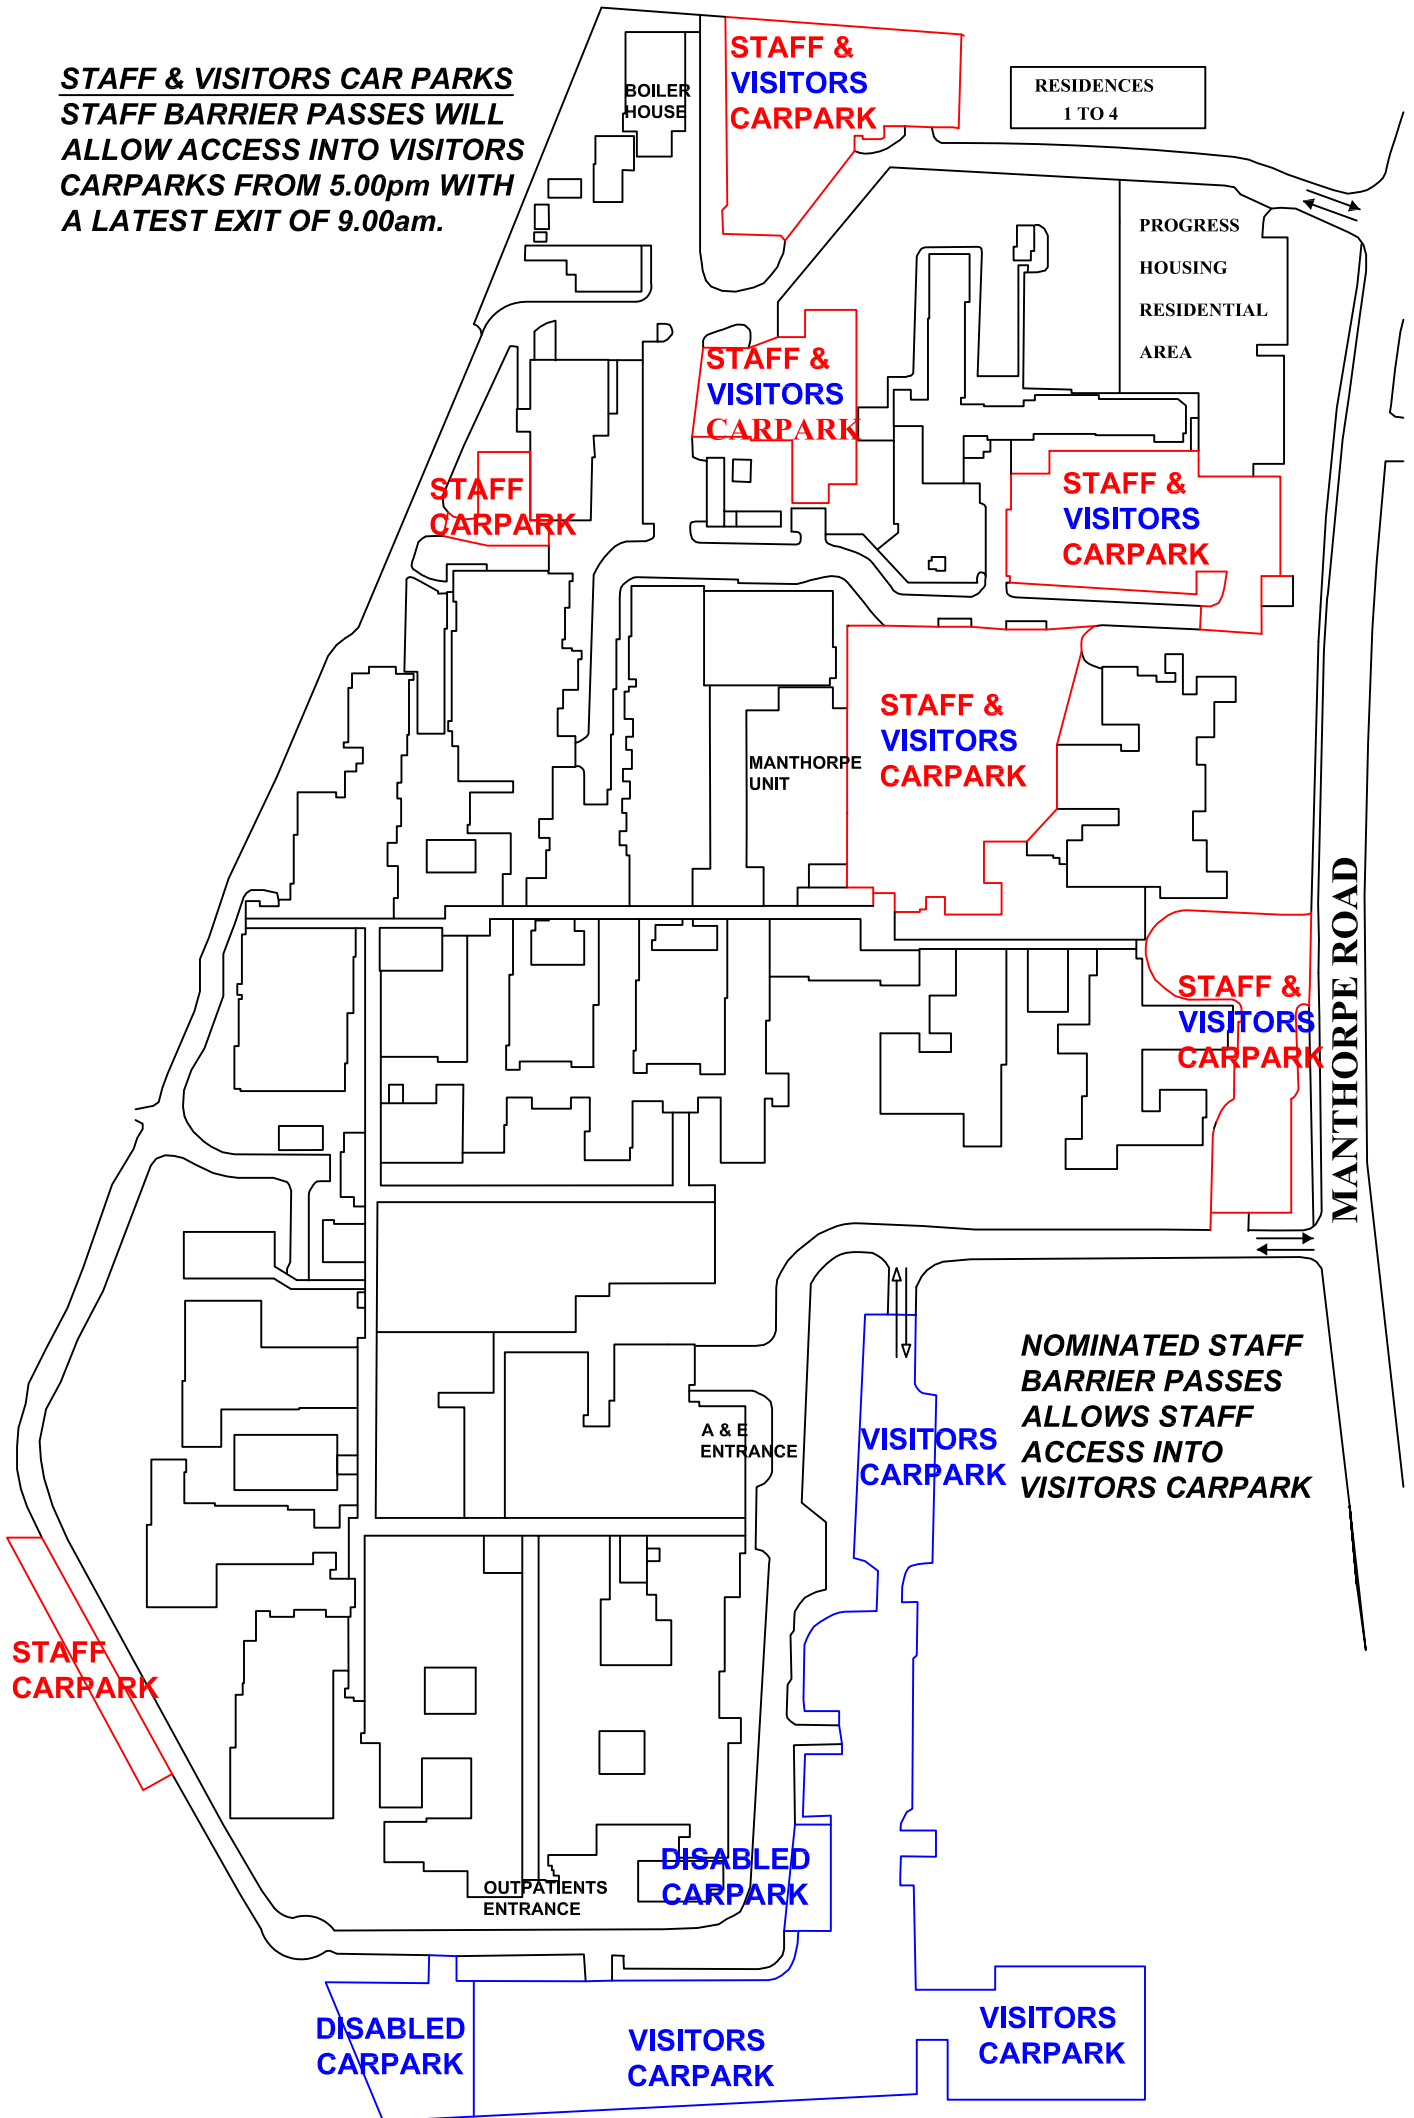 STAFF & VISITORS CAR PARKS
STAFF BARRIER PASSES WILL
ALLOW ACCESS INTO VISITORS
CARPARKS FROM 5.00pm WITH
A LATEST EXIT OF 9.00am.
BOILER
HOUSE
STAFF &
VISITORS
CARPARK
RESIDENCES
1 TO 4
PROGRESS
HOUSING
RESIDENTIAL
AREA
STAFF &
VISITORS
CARPARK
STAFF
CARPARK
STAFF &
VISITORS
CARPARK
STAFF &
VISITORS
CARPARK
MANTHORPE
UNIT
STAFF &
VISITORS
CARPARK
MANTHORPE ROAD
NOMINATED STAFF
BARRIER PASSES
ALLOWS STAFF
ACCESS INTO
VISITORS CARPARK
A & E
ENTRANCE
VISITORS
CARPARK
STAFF
CARPARK
DISABLED
CARPARK
OUTPATIENTS
ENTRANCE
DISABLED
CARPARK
VISITORS
CARPARK
VISITORS
CARPARK